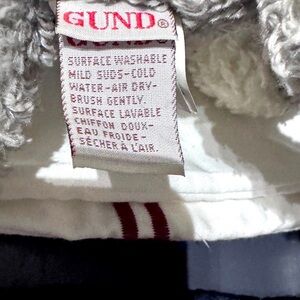 GUND®
SURFACE WASHABLE
MILD SUDS-COLD
WATER-AIR DRY-
BRUSH GENTLY.
SURFACE LAVABLE
CHIFFON DOUX-
EAU FROIDE-
SÉCHER À L'AIR.